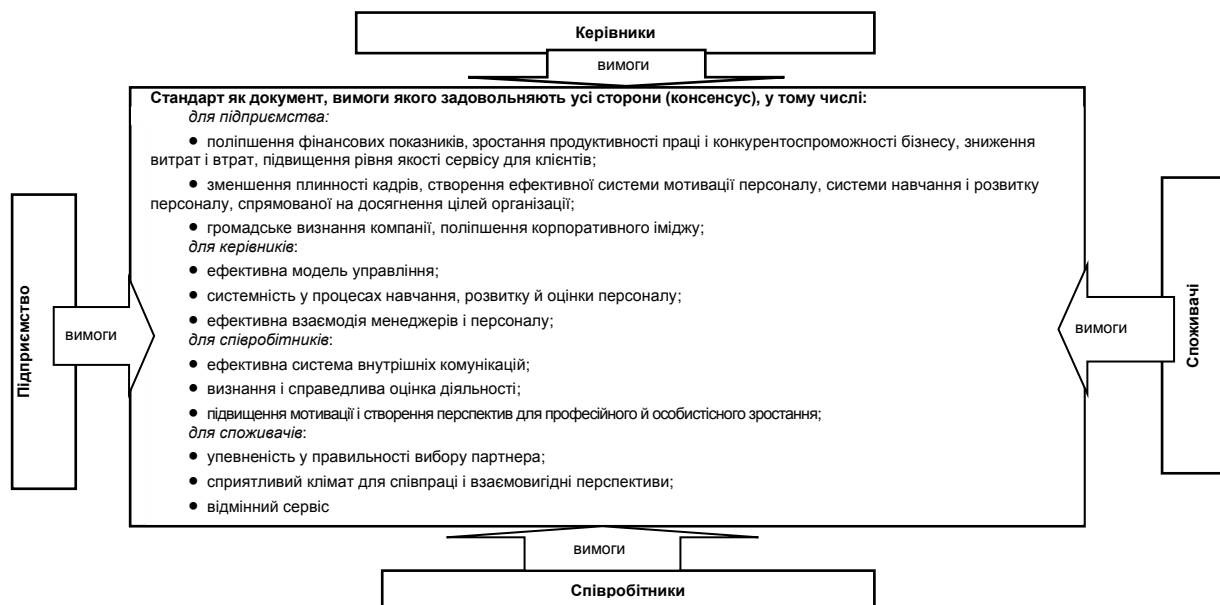 Керівники
вимоги
Стандарт як документ, вимоги якого задовольняють усі сторони (консенсус), у тому числі:
для підприємства:
● поліпшення фінансових показників, зростання продуктивності праці і конкурентоспроможності бізнесу, зниження
витрат і втрат, підвищення рівня якості сервісу для клієнтів;
● зменшення плинності кадрів, створення ефективної системи мотивації персоналу, системи навчання і розвитку
персоналу, спрямованої на досягнення цілей організації;
● громадське визнання компанії, поліпшення корпоративного іміджу;
для керівників:
● ефективна модель управління;
● системність у процесах навчання, розвитку й оцінки персоналу;
● ефективна взаємодія менеджерів і персоналу;
для співробітників:
● ефективна система внутрішніх комунікацій;
● визнання і справедлива оцінка діяльності;
● підвищення мотивації і створення перспектив для професійного й особистісного зростання;
для споживачів:
● упевненість у правильності вибору партнера;
● сприятливий клімат для співпраці і взаємовигідні перспективи;
● відмінний сервіс
Підприємство
вимоги
вимоги
Споживачі
вимоги
Співробітники